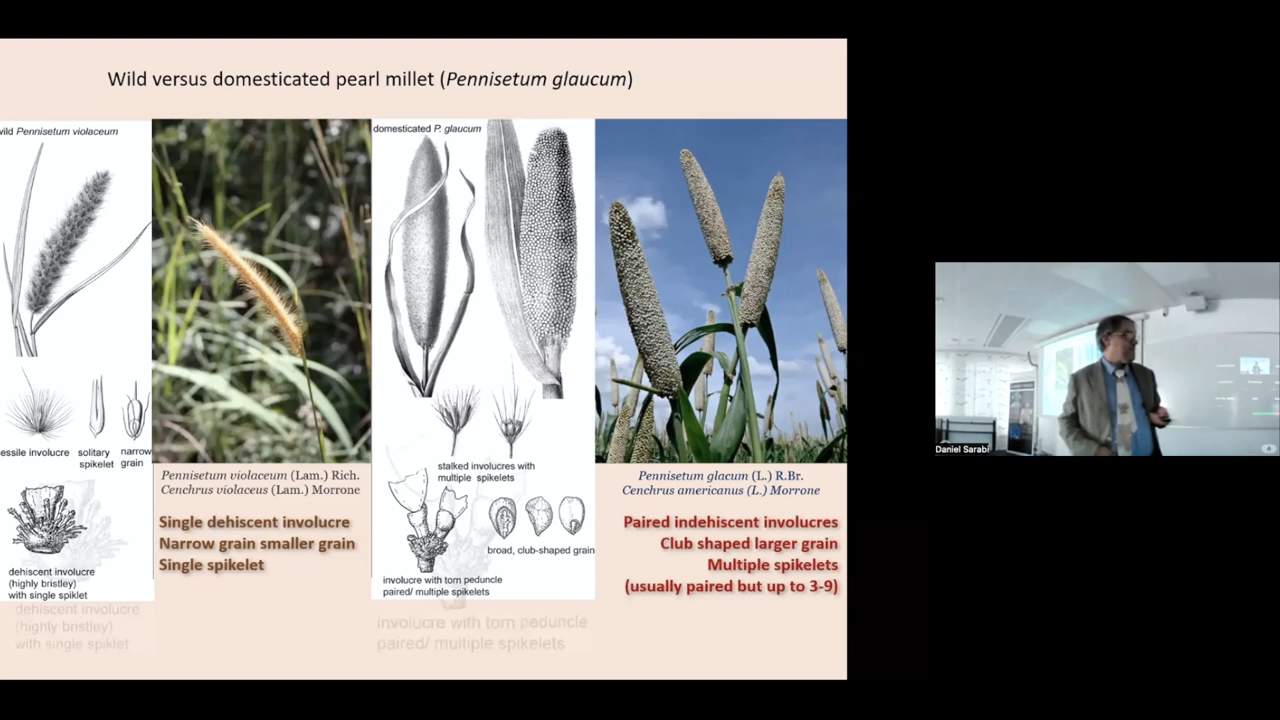 Wild versus domesticated pearl millet (Pennisetum glaucum)
wild Pennisetum violaceum
essile involucre
solitary
spikelet
narrow
grain
dehiscent involucre
(highly bristley)
with single spiklet
dehiscent involucre
(highly bristley)
with single spiklet
Pennisetum violaceum (Lam.) Rich.
Cenchrus violaceus (Lam.) Morrone
Single dehiscent involucre
Narrow grain smaller grain
Single spikelet
domesticated P. glaucum
stalked involucres with
multiple spikelets
broad, club-shaped grain
involucre with torn peduncle
paired/ multiple spikelets
involucre with torn peduncle
paired/ multiple spikelets
Pennisetum glacum (L.) R.Br.
Cenchrus americanus (L.) Morrone
Paired indehiscent involucres
Club shaped larger grain
Multiple spikelets
(usually paired but up to 3-9)
Daniel Sarabi